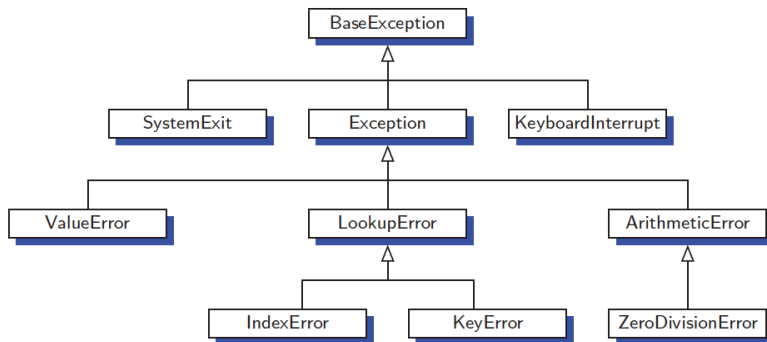 BaseException
SystemExit
Exception
KeyboardInterrupt
ValueError
LookupError
ArithmeticError
IndexError
KeyError
ZeroDivisionError